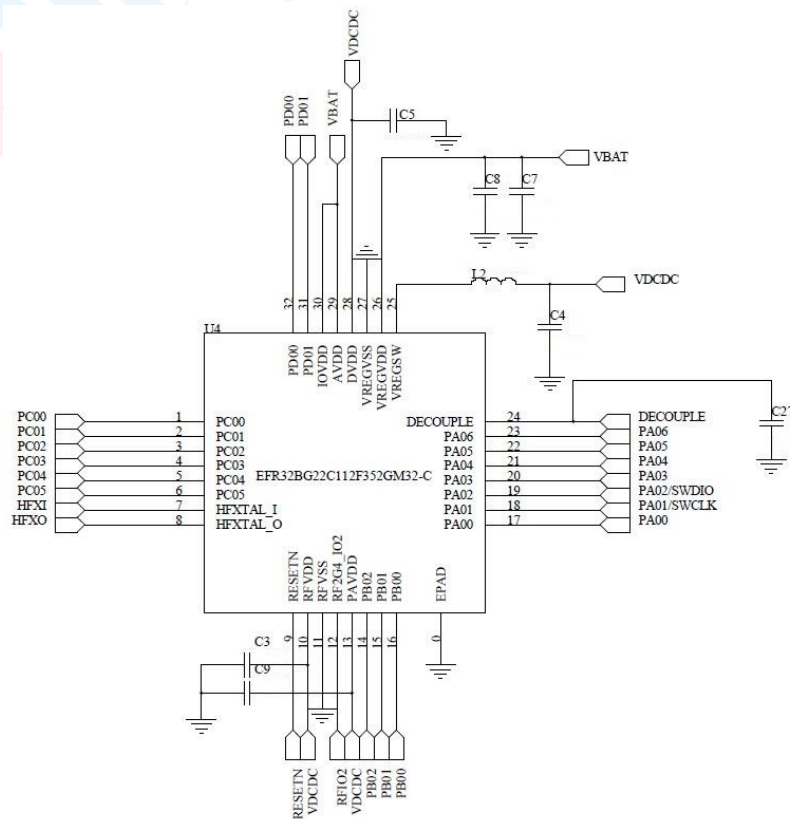 VDCDC
PD00
PD01
VBAT
C5
VBAT
C8
C7
L2
VDCDC
C4
32
31
30
29
28
27
26
25
U4
PD00
PD01
IOVDD
AVDD
DVDD
VREGVSS
VREGVDD
VREGSW
C27
PC00 1 PC00
PC01 2 PC01
PC02 3 PC02
PC03 4 PC03
PC04 5 PC04
PC05 6 PC05
HFXI 7 HFXTAL_I
HFXO 8 HFXTAL_O
EFR32BG22C112F352GM32-C
DECOUPLE 24 DECOUPLE
PA06 23 PA06
PA05 22 PA05
PA04 21 PA04
PA03 20 PA03
PA02 19 PA02/SWDIO
PA01 18 PA01/SWCLK
PA00 17 PA00
RESETN
RFVDD
RFVSS
RF2G4_IO2
PAVDD
PB02
PB01
PB00
EPAD
9
10
11
12
13
14
15
16
0
C3
C9
RESETN
VDCDC
RFIO2
VDCDC
PB02
PB01
PB00